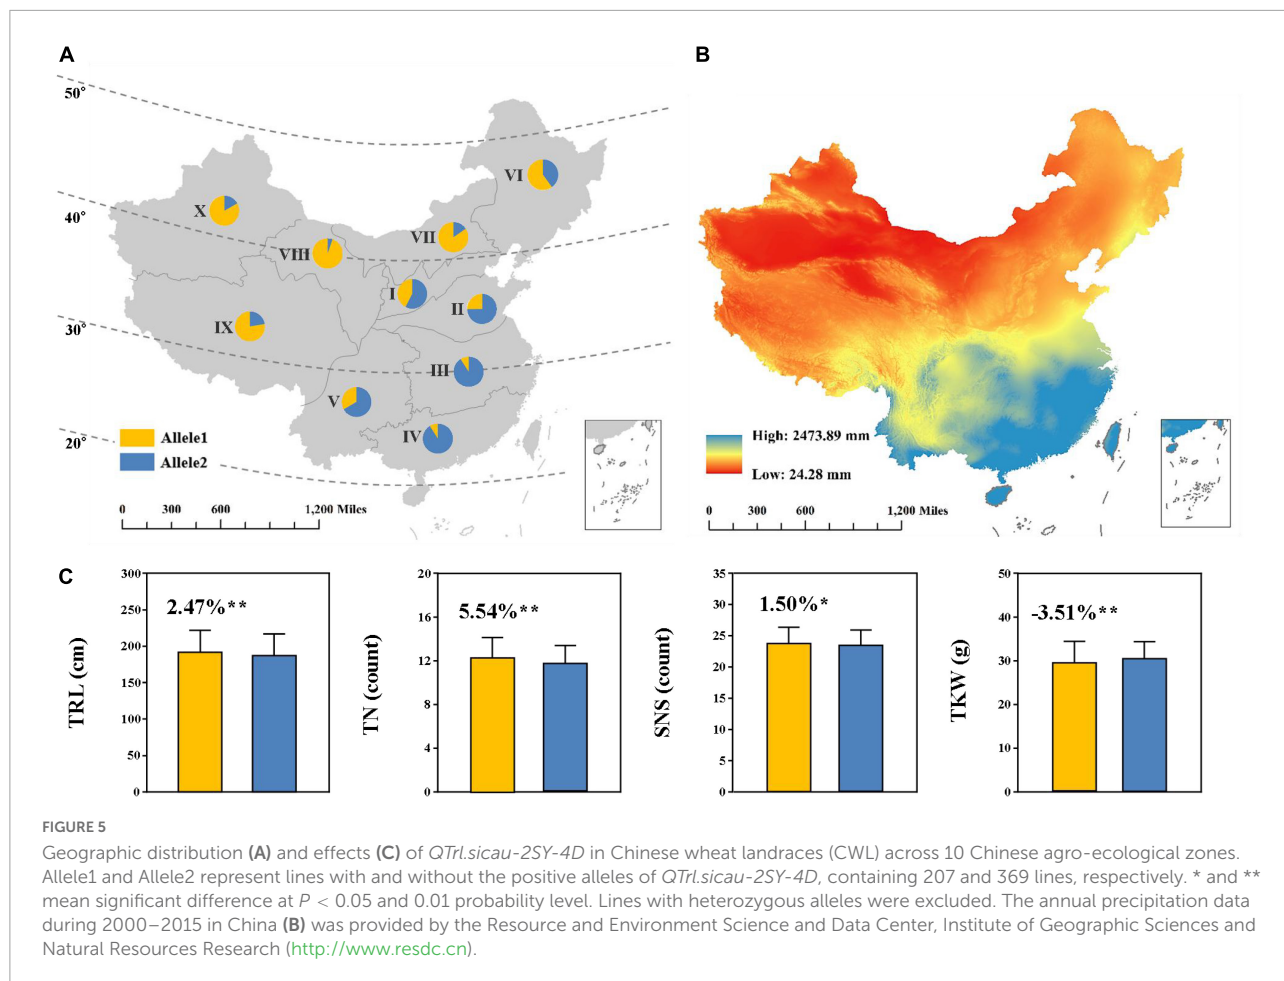 A
B
50°
40°
30°
20°
VI
X
VII
VIII
I
II
IX
III
V
IV
Allele1
Allele2
0 300 600 1,200 Miles
High: 2473.89 mm
Low: 24.28 mm
0 300 600 1,200 Miles
C
TRL (cm)
300
250
200
150
100
50
0
2.47%**
TN (count)
20
16
12
8
4
0
5.54%**
SNS (count)
35
30
25
20
15
10
5
0
1.50%*
TKW (g)
50
40
30
20
10
0
-3.51%**
FIGURE 5
Geographic distribution (A) and effects (C) of QTrl.sicau-2SY-4D in Chinese wheat landraces (CWL) across 10 Chinese agro-ecological zones.
Allele1 and Allele2 represent lines with and without the positive alleles of QTrl.sicau-2SY-4D, containing 207 and 369 lines, respectively. * and **
mean significant difference at P < 0.05 and 0.01 probability level. Lines with heterozygous alleles were excluded. The annual precipitation data
during 2000–2015 in China (B) was provided by the Resource and Environment Science and Data Center, Institute of Geographic Sciences and
Natural Resources Research (http://www.resdc.cn).